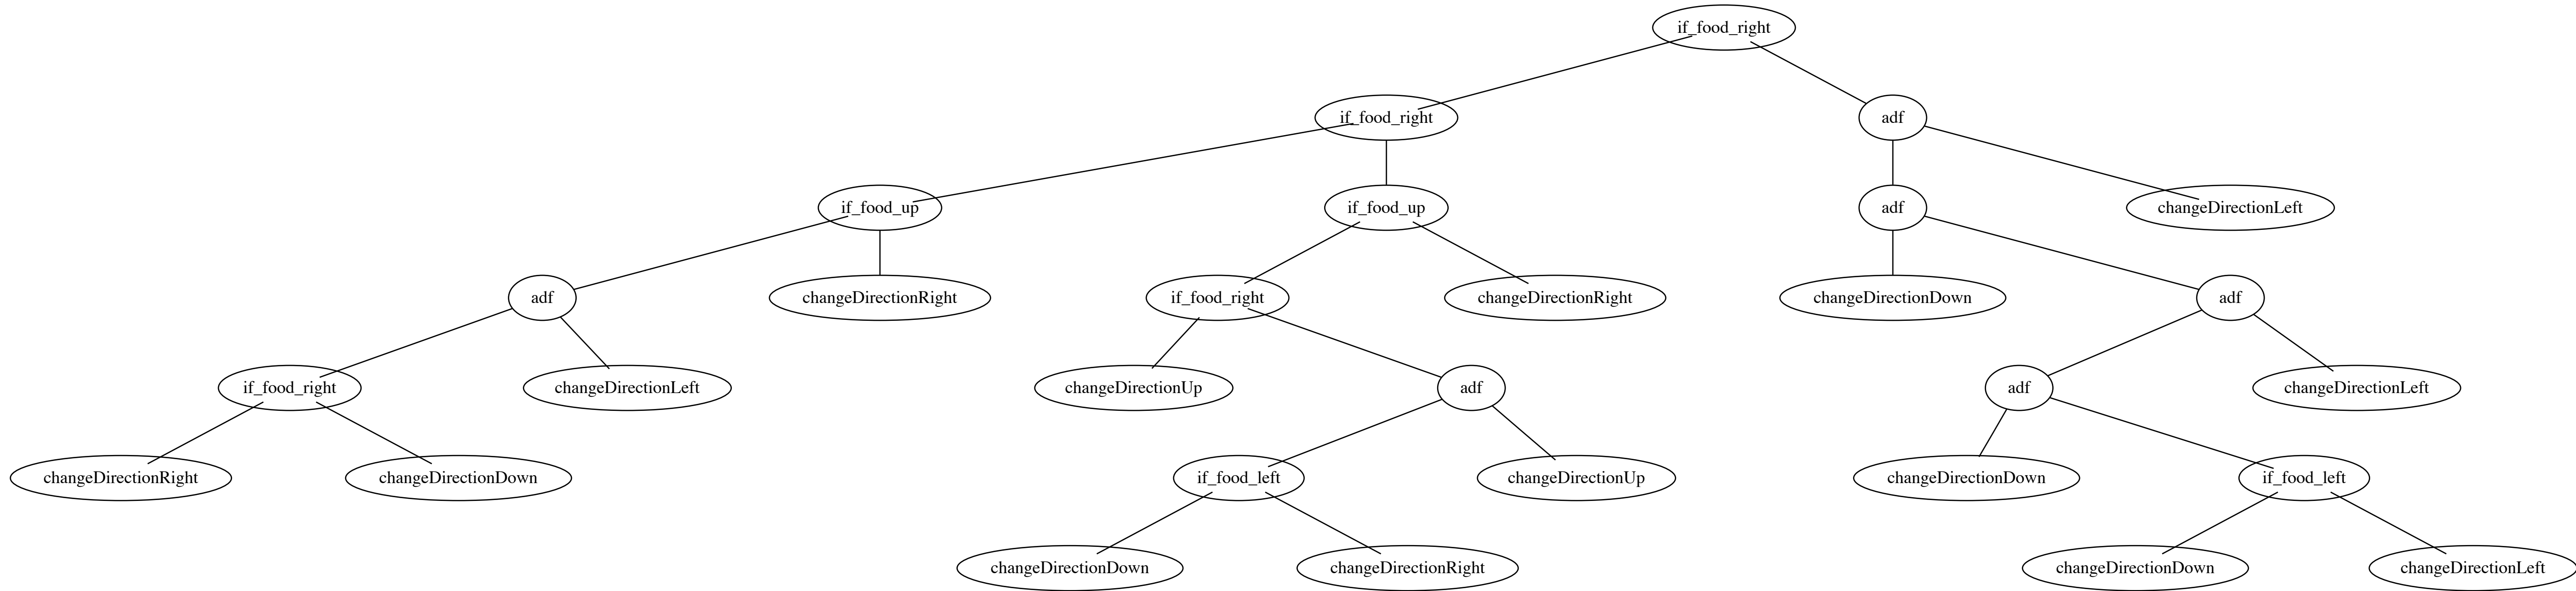 if_food_right
if_food_right
adf
if_food_up
if_food_up
adf
changeDirectionLeft
adf
changeDirectionRight
if_food_right
changeDirectionRight
changeDirectionDown
adf
if_food_right
changeDirectionLeft
changeDirectionUp
adf
adf
changeDirectionLeft
changeDirectionRight
changeDirectionDown
if_food_left
changeDirectionUp
changeDirectionDown
if_food_left
changeDirectionDown
changeDirectionRight
changeDirectionDown
changeDirectionLeft